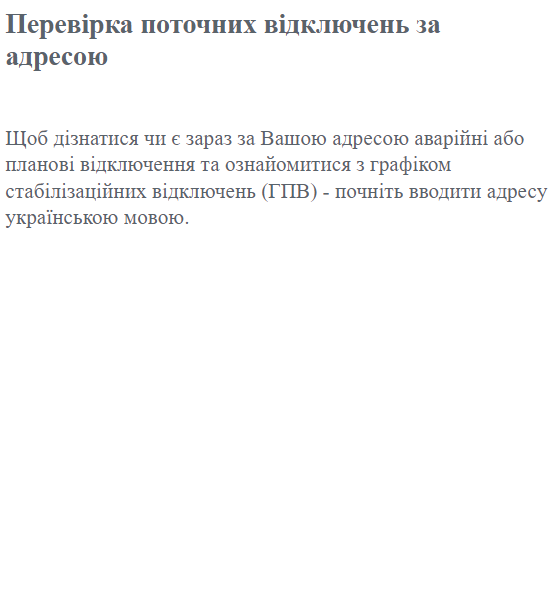 Перевірка поточних відключень за
адресою
Щоб дізнатися чи є зараз за Вашою адресою аварійні або
планові відключення та ознайомитися з графіком
стабілізаційних відключень (ГПВ) - почніть вводити адресу
українською мовою.